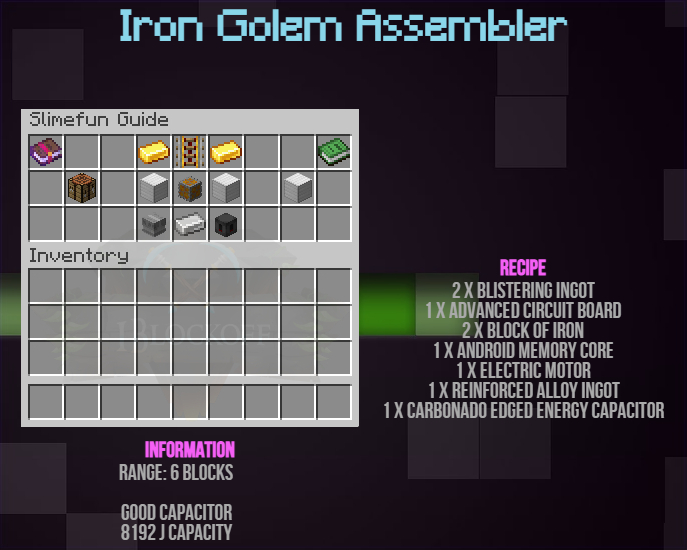 Iron Golem Assembler
Slimefun Guide
Inventory
IBLOCKOFF
RECIPE
2 X BLISTERING INGOT
1 X ADVANCED CIRCUIT BOARD
2 X BLOCK OF IRON
1 X ANDROID MEMORY CORE
1 X ELECTRIC MOTOR
1 X REINFORCED ALLOY INGOT
1 X CARBONADO EDGED ENERGY CAPACITOR
INFORMATION
RANGE: 6 BLOCKS
GOOD CAPACITOR
8192 J CAPACITY